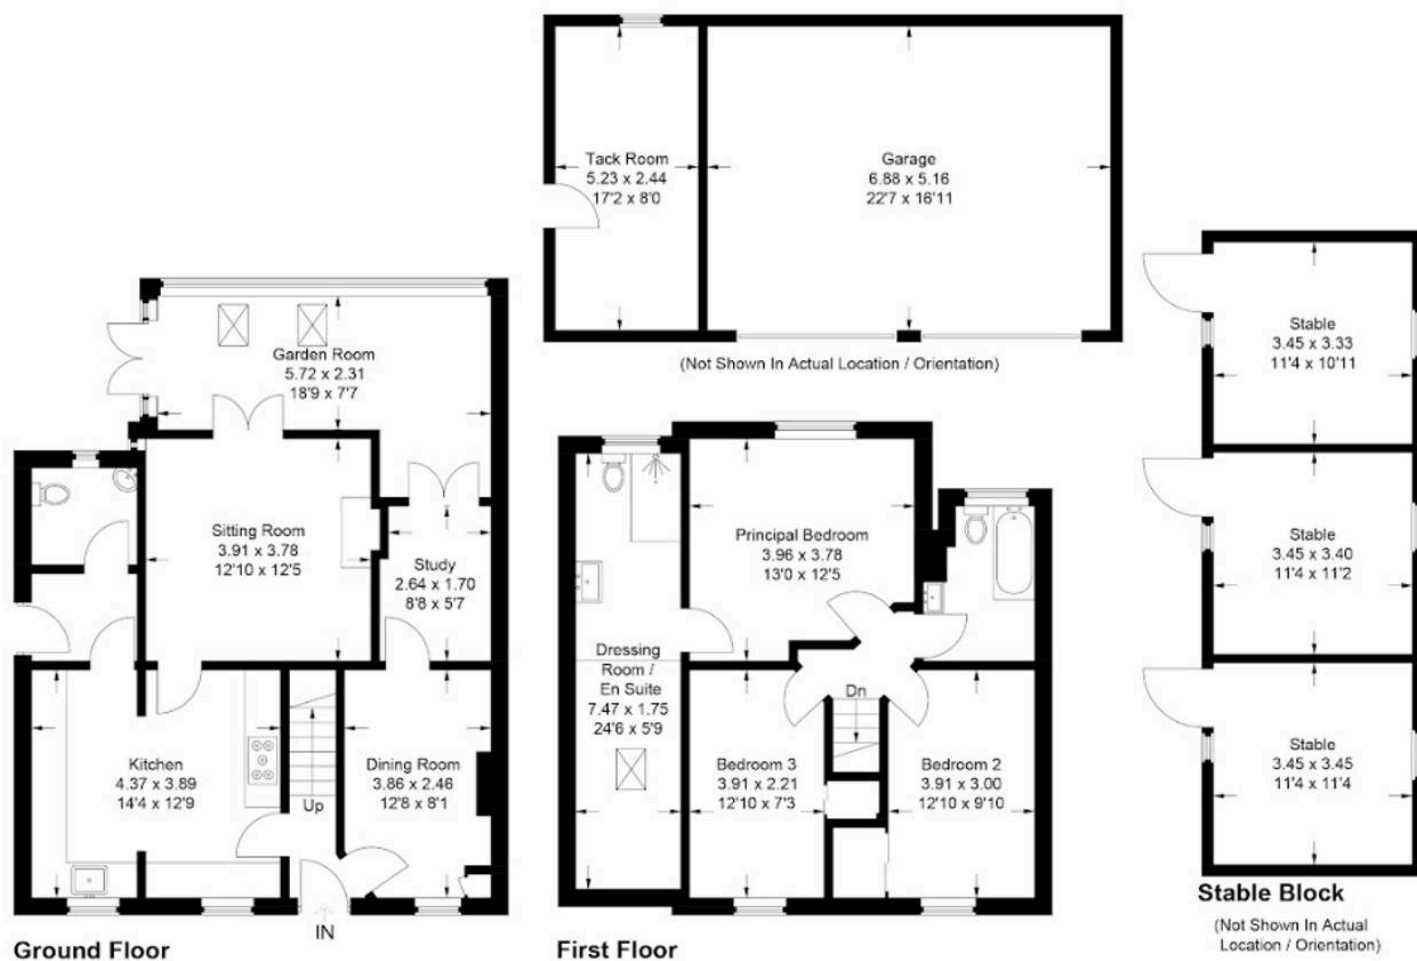 Tack Room
5.23 x 2.44
17'2 x 8'0
Garage
6.88 x 5.16
22'7 x 16'11
(Not Shown In Actual Location / Orientation)
Garden Room
5.72 x 2.31
18'9 x 7'7
Sitting Room
3.91 x 3.78
12'10 x 12'5
Study
2.64 x 1.70
8'8 x 5'7
Kitchen
4.37 x 3.89
14'4 x 12'9
Up
Dining Room
3.86 x 2.46
12'8 x 8'1
IN
Ground Floor
Principal Bedroom
3.96 x 3.78
13'0 x 12'5
Dressing
Room /
En Suite
7.47 x 1.75
24'6 x 5'9
Dn
Bedroom 3
3.91 x 2.21
12'10 x 7'3
Bedroom 2
3.91 x 3.00
12'10 x 9'10
First Floor
Stable
3.45 x 3.33
11'4 x 10'11
Stable
3.45 x 3.40
11'4 x 11'2
Stable
3.45 x 3.45
11'4 x 11'4
Stable Block
(Not Shown In Actual
Location / Orientation)